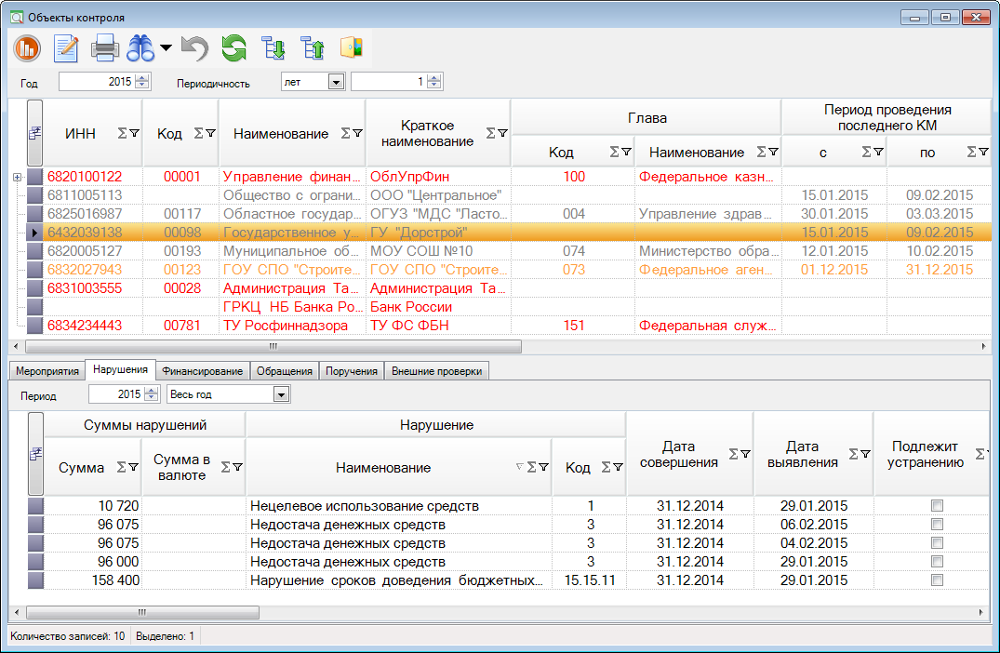 Объекты контроля
Год 2015 Периодичность лет 1
ИНН Код Наименование Краткое наименование Глава Период проведения последнего КМ
Код Наименование с по
6820100122 00001 Управление финан... ОблУпрФин 100 Федеральное казн...
6811005113 Общество с ограни... ООО "Центральное" 15.01.2015 09.02.2015
6825016987 00117 Областное государ... ОГУЗ "МДС "Ласто... 004 Управление здрав... 30.01.2015 03.03.2015
6432039138 00098 Государственное у... ГУ "Дорстрой" 15.01.2015 09.02.2015
6820005127 00193 Муниципальное об... МОУ СОШ №10 074 Министерство обра... 12.01.2015 10.02.2015
6832027943 00123 ГОУ СПО "Строите... ГОУ СПО "Строите... 073 Федеральное аген... 01.12.2015 31.12.2015
6831003555 00028 Администрация Та... Администрация Та...
ГРКЦ НБ Банка Ро... Банк России
6834234443 00781 ТУ Росфиннадзора ТУ ФС ФБН 151 Федеральная служ...
Мероприятия Нарушения Финансирование Обращения Поручения Внешние проверки
Период 2015 Весь год
Суммы нарушений Нарушение Дата совершения Дата выявления Подлежит устранению
Сумма Сумма в валюте Наименование Код
10 720 Нецелевое использование средств 1 31.12.2014 29.01.2015
96 075 Недостача денежных средств 3 31.12.2014 06.02.2015
96 075 Недостача денежных средств 3 31.12.2014 04.02.2015
96 000 Недостача денежных средств 3 31.12.2014 29.01.2015
158 400 Нарушение сроков доведения бюджетных... 15.15.11 31.12.2014 29.01.2015
Количество записей: 10 Выделено: 1